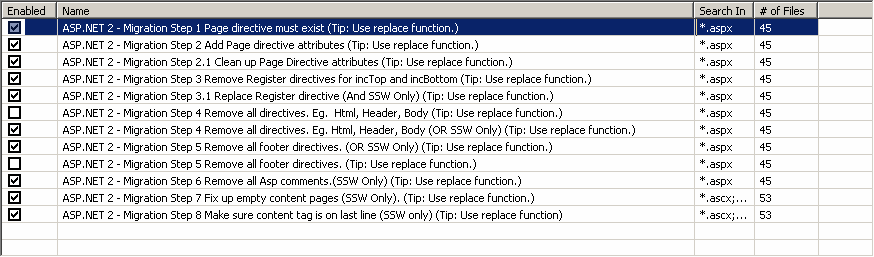 Enabled Name Search In # of Files
ASP.NET 2 - Migration Step 1 Page directive must exist (Tip: Use replace function.) *.aspx 45
ASP.NET 2 - Migration Step 2 Add Page directive attributes (Tip: Use replace function.) *.aspx 45
ASP.NET 2 - Migration Step 2.1 Clean up Page Directive attributes (Tip: Use replace function.) *.aspx 45
ASP.NET 2 - Migration Step 3 Remove Register directives for incTop and incBottom (Tip: Use replace function.) *.aspx 45
ASP.NET 2 - Migration Step 3.1 Replace Register directive (And SSW Only) (Tip: Use replace function.) *.aspx 45
ASP.NET 2 - Migration Step 4 Remove all directives. Eg.  Html, Header, Body (Tip: Use replace function.) *.aspx 45
ASP.NET 2 - Migration Step 4 Remove all directives. Eg. Html, Header, Body (OR SSW Only) (Tip: Use replace function.) *.aspx 45
ASP.NET 2 - Migration Step 5 Remove all footer directives. (OR SSW Only) (Tip: Use replace function.) *.aspx 45
ASP.NET 2 - Migration Step 5 Remove all footer directives. (Tip: Use replace function.) *.aspx 45
ASP.NET 2 - Migration Step 6 Remove all Asp comments.(SSW Only) (Tip: Use replace function.) *.aspx 45
ASP.NET 2 - Migration Step 7 Fix up empty content pages (SSW Only). (Tip: Use replace function.) *.ascx;... 53
ASP.NET 2 - Migration Step 8 Make sure content tag is on last line (SSW only) (Tip: Use replace function) *.ascx;... 53